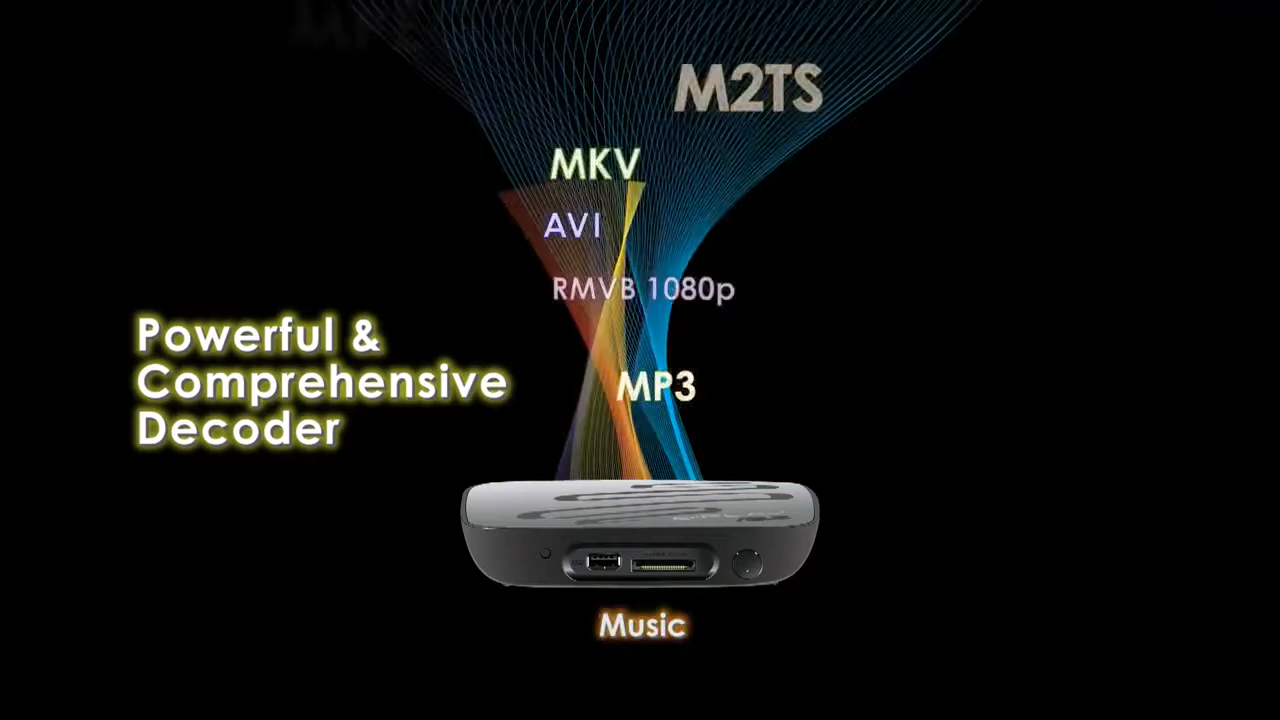 M2TS
MKV
AVI
RMVB 1080p
Powerful &
Comprehensive
Decoder
MP3
Music